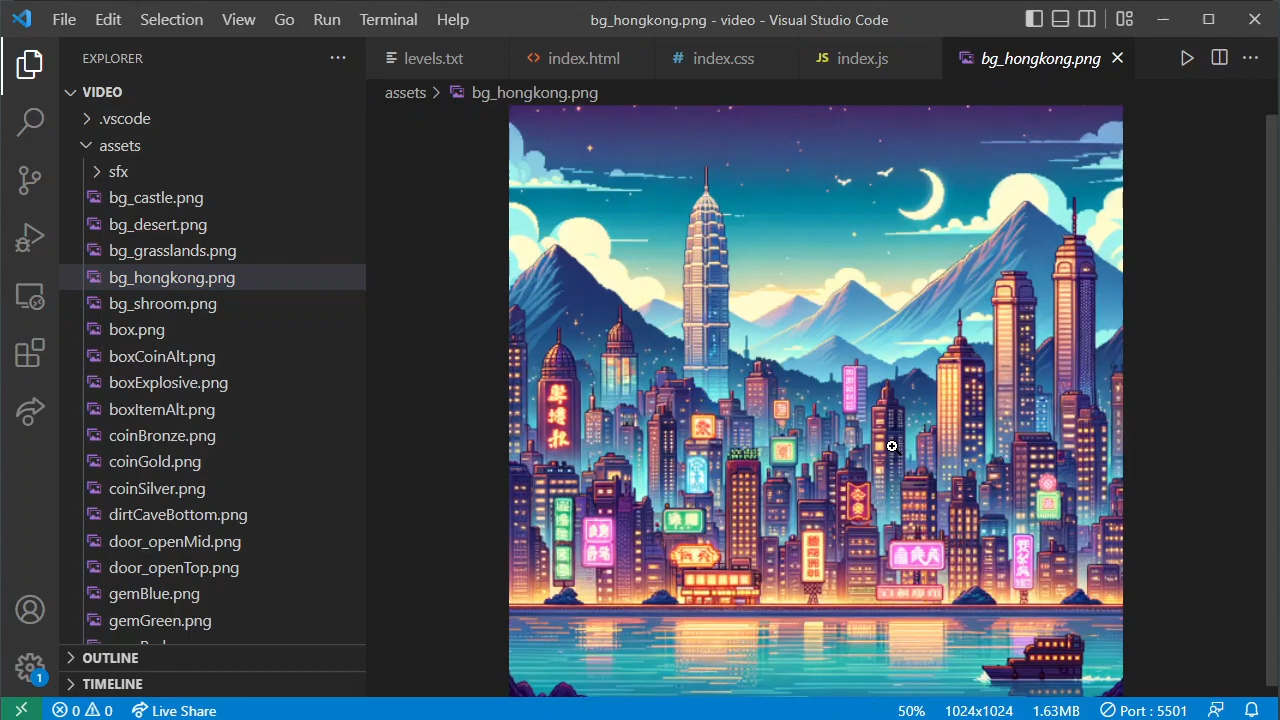 File Edit Selection View Go Run Terminal Help
bg_hongkong.png - video - Visual Studio Code
EXPLORER
levels.txt
<> index.html
# index.css
JS index.js
bg_hongkong.png
assets > bg_hongkong.png
VIDEO
.vscode
assets
sfx
bg_castle.png
bg_desert.png
bg_grasslands.png
bg_hongkong.png
bg_shroom.png
box.png
boxCoinAlt.png
boxExplosive.png
boxItemAlt.png
coinBronze.png
coinGold.png
coinSilver.png
dirtCaveBottom.png
door_openMid.png
door_openTop.png
gemBlue.png
gemGreen.png
OUTLINE
TIMELINE
1
0 0 Live Share
50% 1024x1024 1.63MB Port : 5501